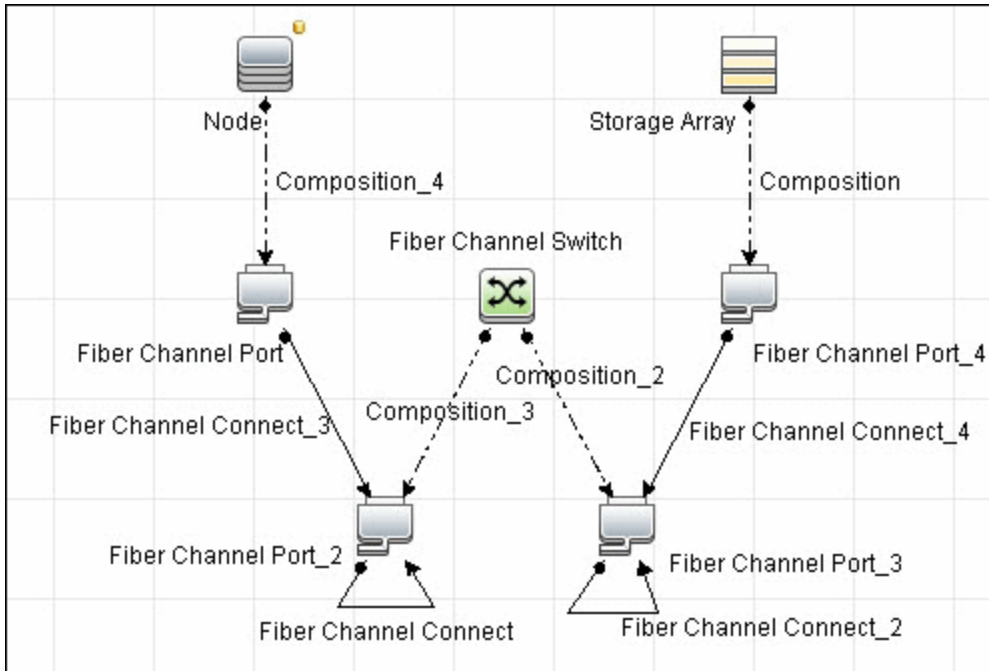 Node
Storage Array
Composition_4
Composition
Fiber Channel Switch
Fiber Channel Port
Fiber Channel Port_4
Composition_2
Composition_3
Fiber Channel Connect_3
Fiber Channel Connect_4
Fiber Channel Port_2
Fiber Channel Port_3
Fiber Channel Connect
Fiber Channel Connect_2